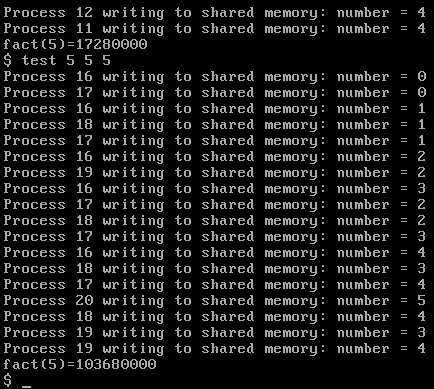 Process 12 writing to shared memory: number = 4
Process 11 writing to shared memory: number = 4
fact(5)=17280000
$ test 5 5 5
Process 16 writing to shared memory: number = 0
Process 17 writing to shared memory: number = 0
Process 16 writing to shared memory: number = 1
Process 18 writing to shared memory: number = 1
Process 17 writing to shared memory: number = 1
Process 16 writing to shared memory: number = 2
Process 19 writing to shared memory: number = 2
Process 16 writing to shared memory: number = 3
Process 17 writing to shared memory: number = 2
Process 18 writing to shared memory: number = 2
Process 17 writing to shared memory: number = 3
Process 16 writing to shared memory: number = 4
Process 18 writing to shared memory: number = 3
Process 17 writing to shared memory: number = 4
Process 20 writing to shared memory: number = 5
Process 18 writing to shared memory: number = 4
Process 19 writing to shared memory: number = 3
Process 19 writing to shared memory: number = 4
fact(5)=103680000
$ _